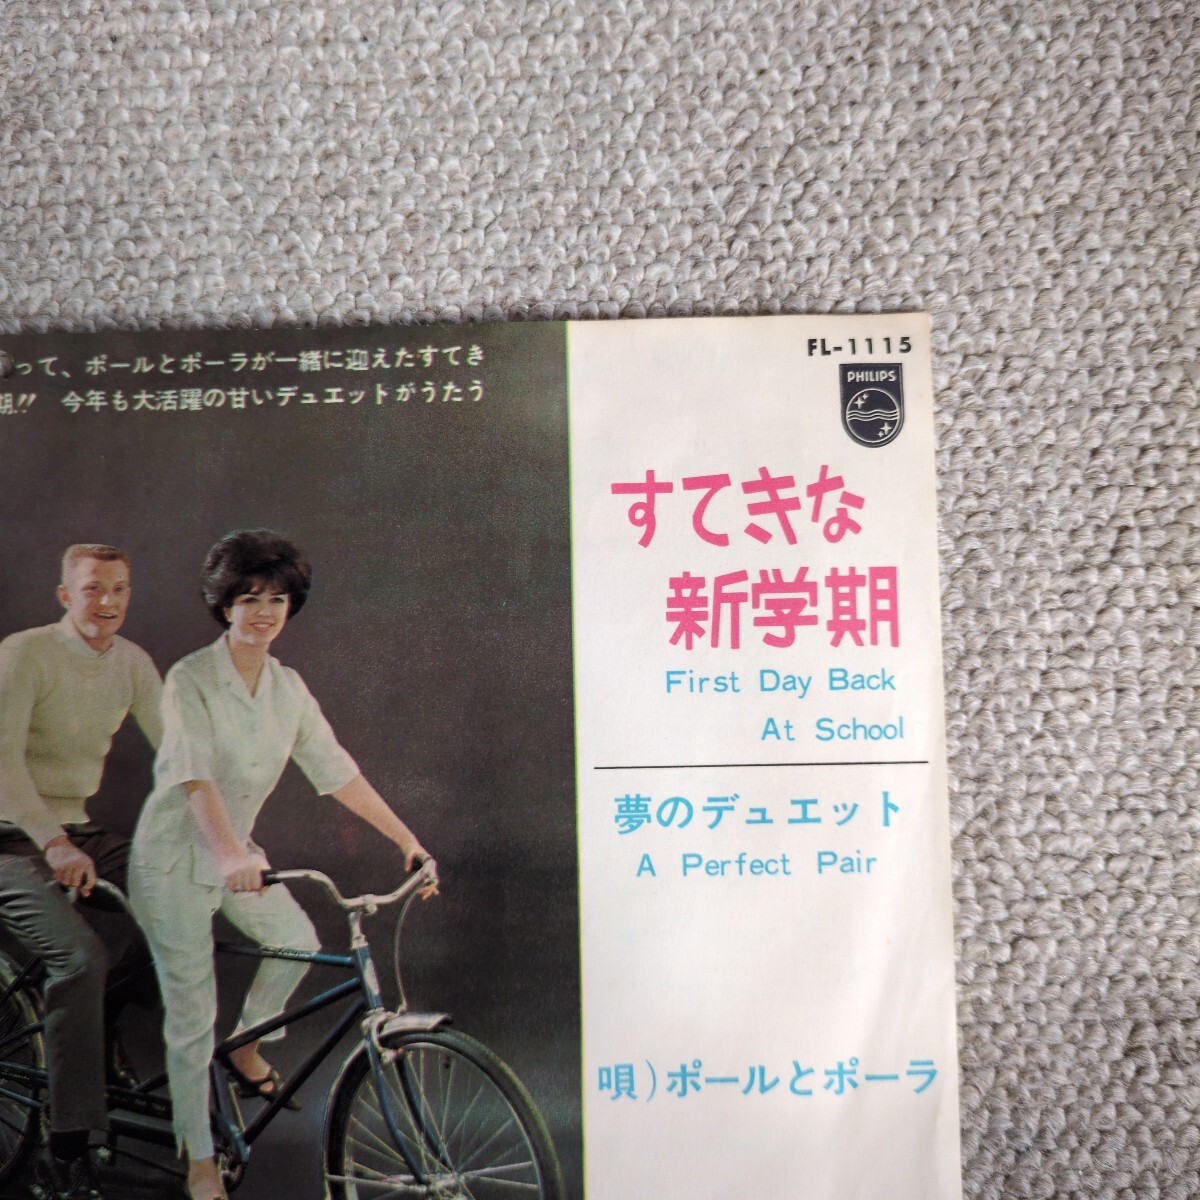 って、ポールとポーラが一緒に迎えたすてき
期!! 今年も大活躍の甘いデュエットがうたう
FL-1115
PHILIPS
すてきな
新学期
First Day Back
At School
夢のデュエット
A Perfect Pair
唄)ポールとポーラ